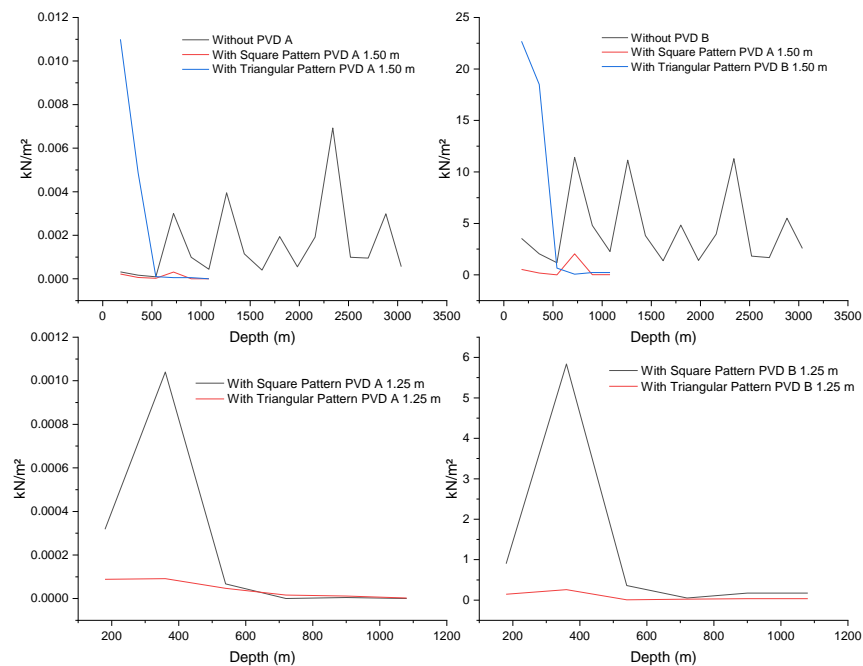 0.012
0.010
0.008
0.006
0.004
0.002
0.000
kN/m²
Without PVD A
With Square Pattern PVD A 1.50 m
With Triangular Pattern PVD A 1.50 m
0 500 1000 1500 2000 2500 3000 3500
Depth (m)
25
20
15
10
5
0
kN/m²
Without PVD B
With Square Pattern PVD A 1.50 m
With Triangular Pattern PVD B 1.50 m
0 500 1000 1500 2000 2500 3000 3500
Depth (m)
0.0012
0.0010
0.0008
0.0006
0.0004
0.0002
0.0000
kN/m²
With Square Pattern PVD A 1.25 m
With Triangular Pattern PVD A 1.25 m
200 400 600 800 1000 1200
Depth (m)
6
5
4
3
2
1
0
kN/m²
With Square Pattern PVD B 1.25 m
With Triangular Pattern PVD B 1.25 m
200 400 600 800 1000 1200
Depth (m)